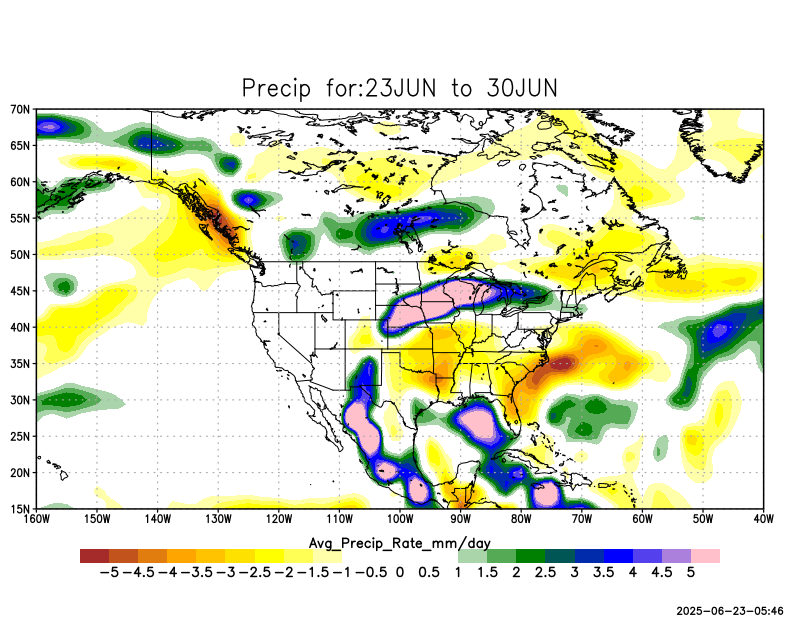 Precip for:23JUN to 30JUN
70N
65N
60N
55N
50N
45N
40N
35N
30N
25N
20N
15N
160W 150W 140W 130W 120W 110W 100W 90W 80W 70W 60W 50W 40W
Avg_Precip_Rate_mm/day
-5 -4.5 -4 -3.5 -3 -2.5 -2 -1.5 -1 -0.5 0 0.5 1 1.5 2 2.5 3 3.5 4 4.5 5
2025-06-23-05:46